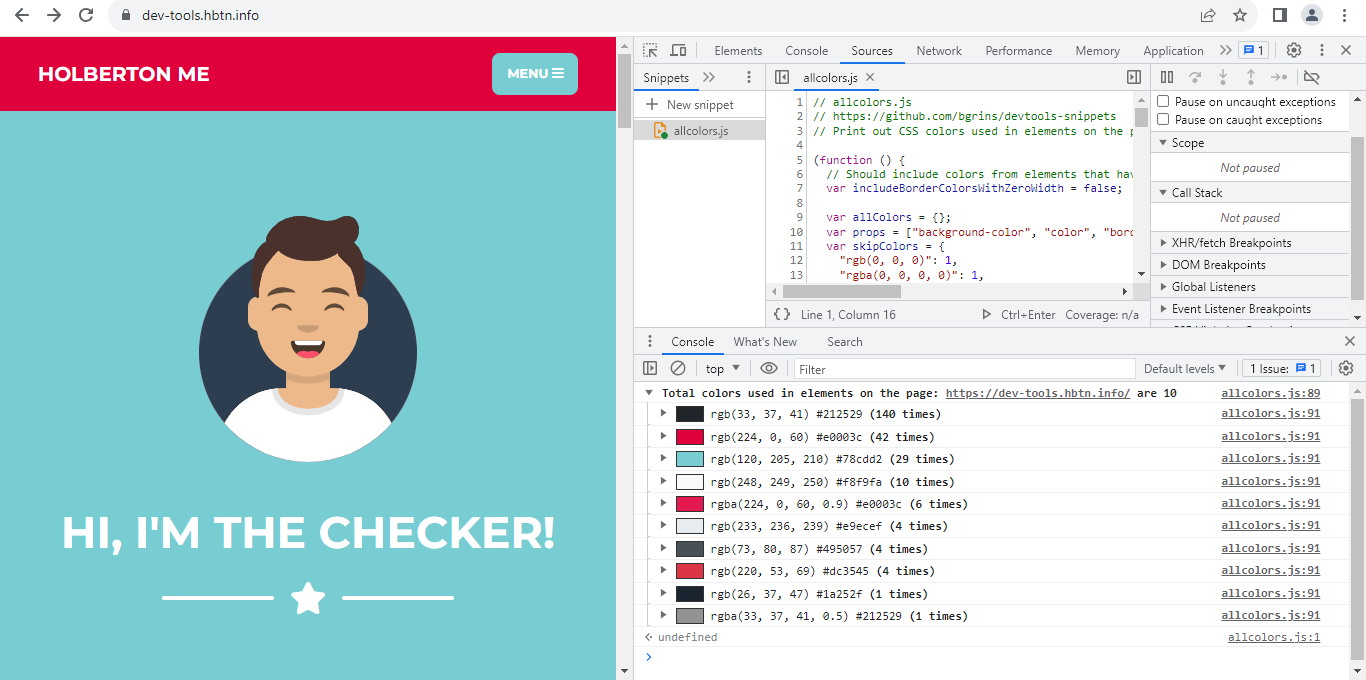 dev-tools.hbtn.info
HOLBERTON ME
MENU
HI, I'M THE CHECKER!
Elements Console Sources Network Performance Memory Application 1
Snippets
New snippet
allcolors.js
allcolors.js
1 // allcolors.js
2 // https://github.com/bgrins/devtools-snippets
3 // Print out CSS colors used in elements on the p
4
5 (function () {
6 // Should include colors from elements that hav
7 var includeBorderColorsWithZeroWidth = false;
8
9 var allColors = {};
10 var props = ["background-color", "color", "bord
11 var skipColors = {
12 "rgb(0, 0, 0)": 1,
13 "rgba(0, 0, 0, 0)": 1,
{ } Line 1, Column 16 Ctrl+Enter Coverage: n/a
Pause on uncaught exceptions
Pause on caught exceptions
Scope
Not paused
Call Stack
Not paused
XHR/fetch Breakpoints
DOM Breakpoints
Global Listeners
Event Listener Breakpoints
Console What's New Search
top Filter Default levels 1 Issue: 1
Total colors used in elements on the page: https://dev-tools.hbtn.info/ are 10 allcolors.js:89
rgb(33, 37, 41) #212529 (140 times) allcolors.js:91
rgb(224, 0, 60) #e0003c (42 times) allcolors.js:91
rgb(120, 205, 210) #78cdd2 (29 times) allcolors.js:91
rgb(248, 249, 250) #f8f9fa (10 times) allcolors.js:91
rgba(224, 0, 60, 0.9) #e0003c (6 times) allcolors.js:91
rgb(233, 236, 239) #e9ecef (4 times) allcolors.js:91
rgb(73, 80, 87) #495057 (4 times) allcolors.js:91
rgb(220, 53, 69) #dc3545 (4 times) allcolors.js:91
rgb(26, 37, 47) #1a252f (1 times) allcolors.js:91
rgba(33, 37, 41, 0.5) #212529 (1 times) allcolors.js:91
undefined allcolors.js:1